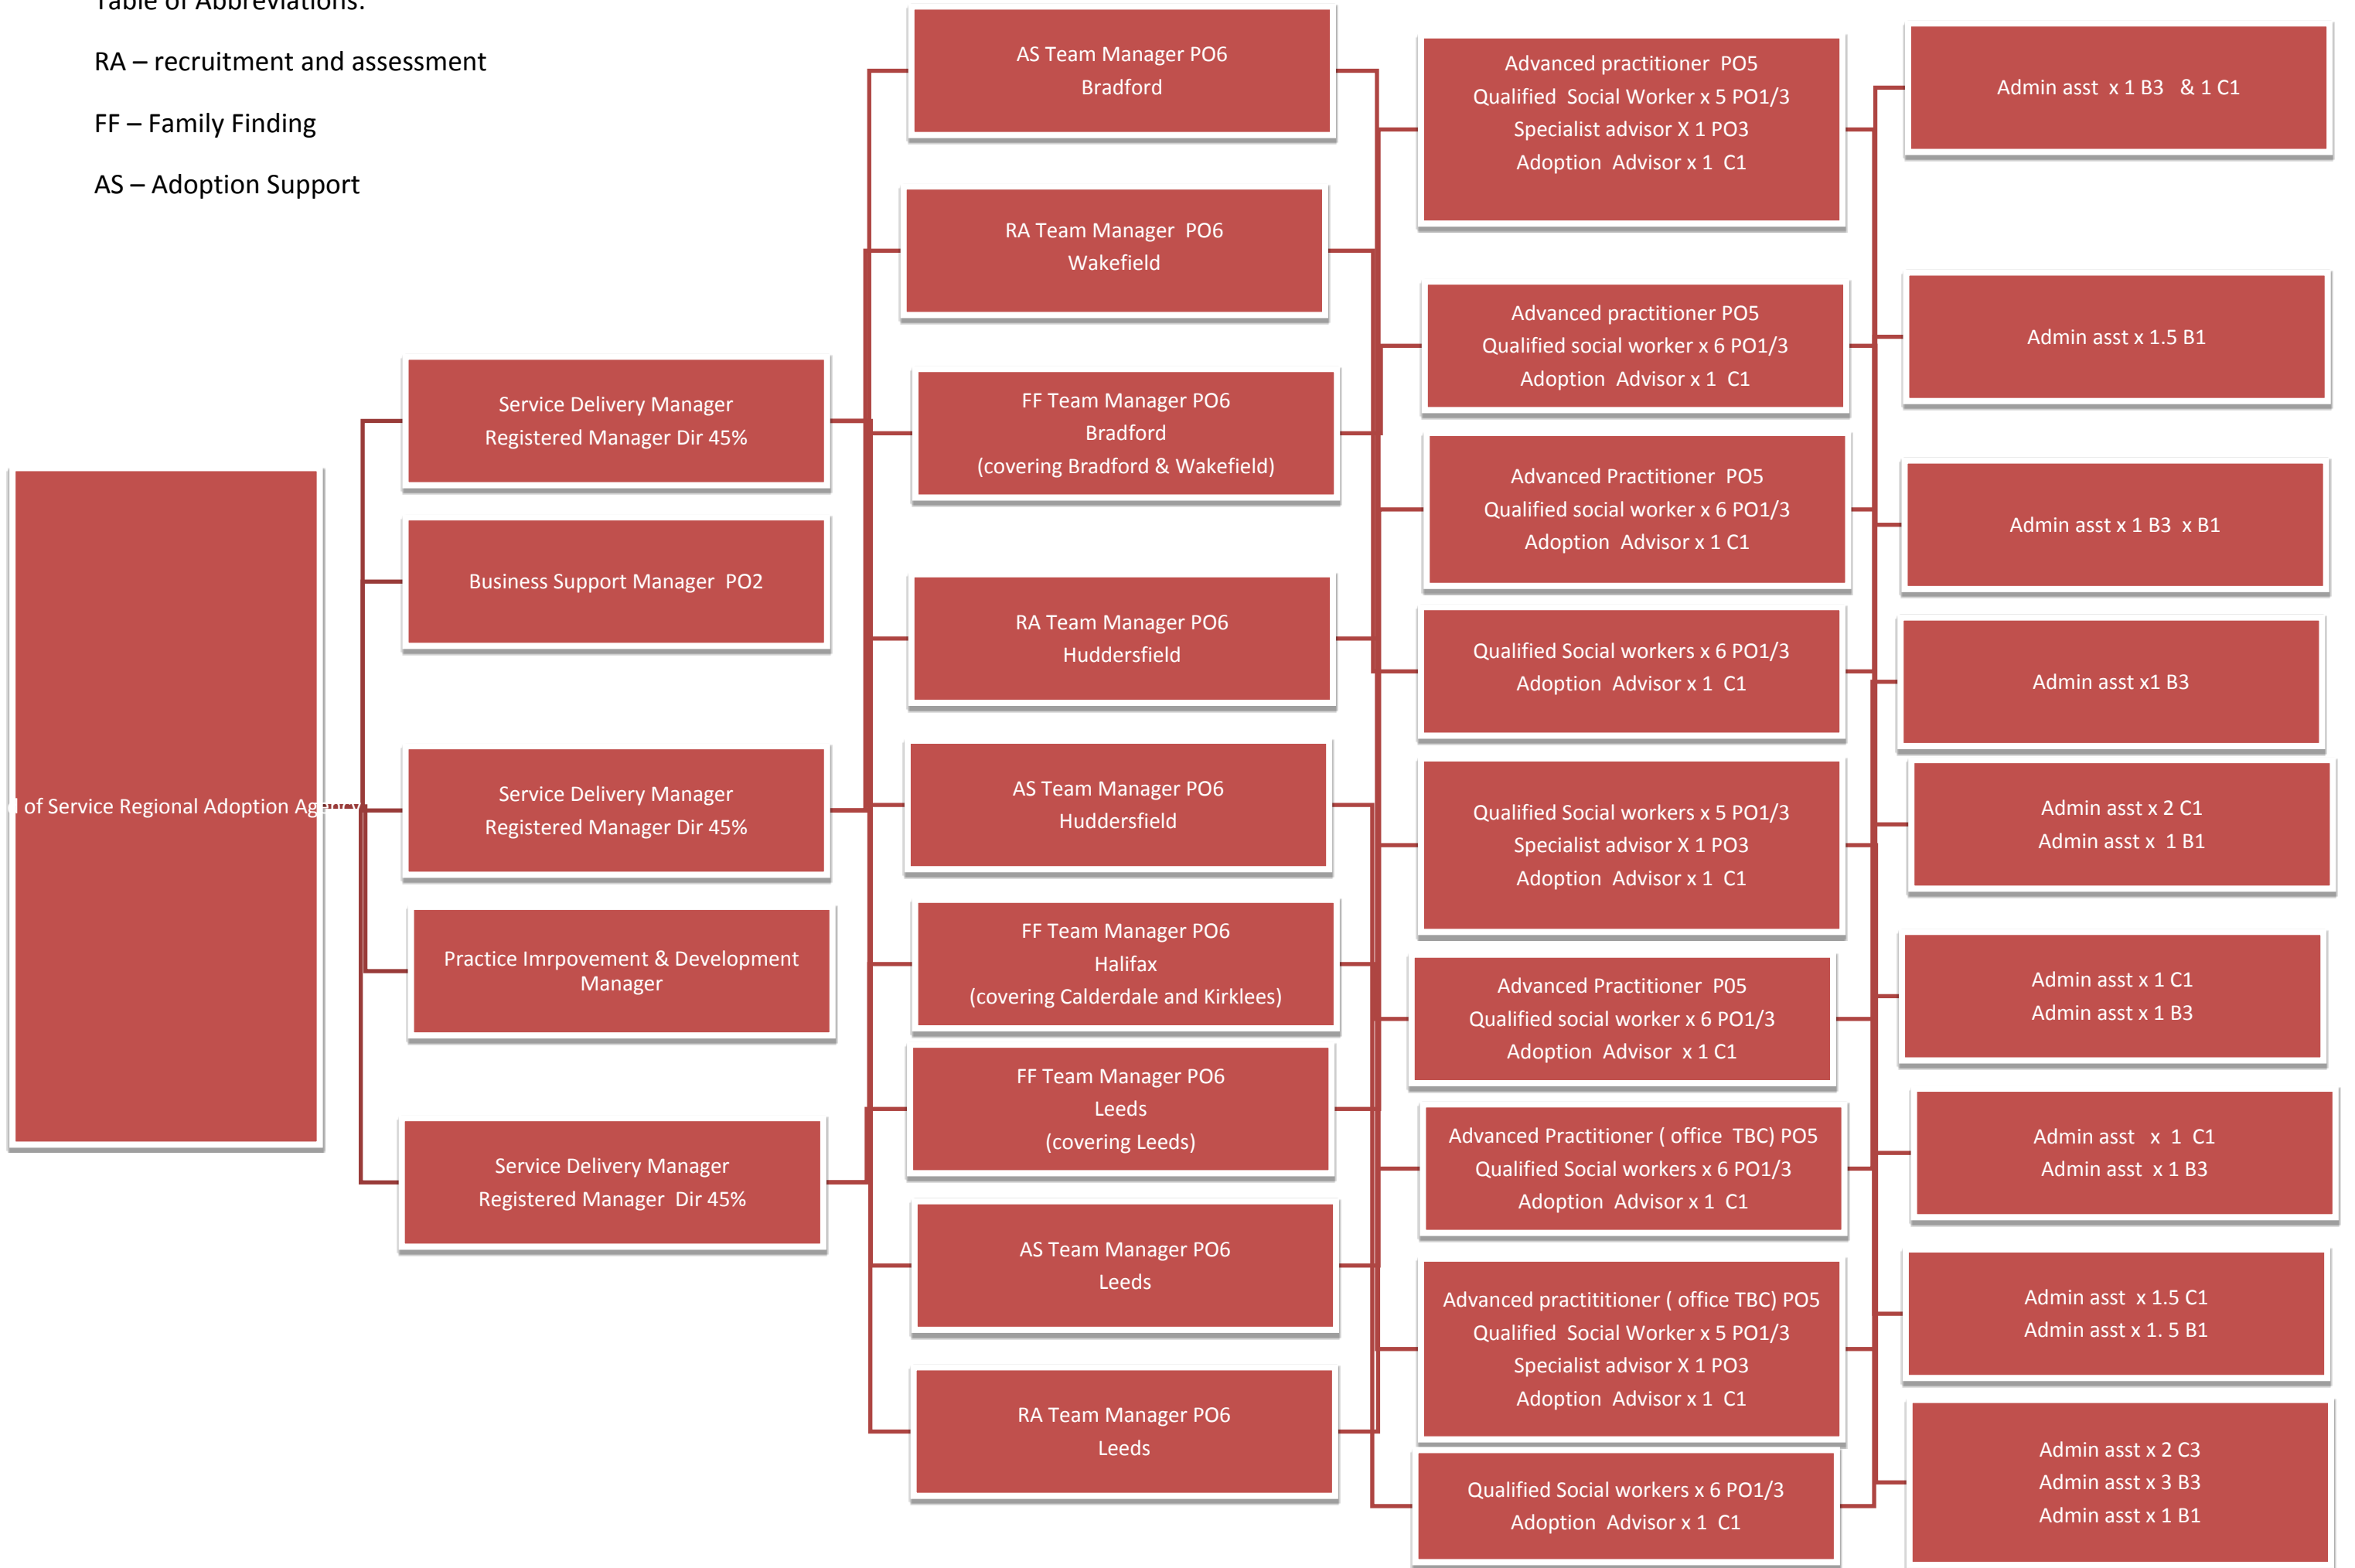 Table of Abbreviations:
RA – recruitment and assessment
FF – Family Finding
AS – Adoption Support
of Service Regional Adoption Agency
Service Delivery Manager
Registered Manager Dir 45%
Business Support Manager PO2
Service Delivery Manager
Registered Manager Dir 45%
Practice Imrpovement & Development
Manager
Service Delivery Manager
Registered Manager Dir 45%
AS Team Manager PO6
Bradford
RA Team Manager PO6
Wakefield
FF Team Manager PO6
Bradford
(covering Bradford & Wakefield)
RA Team Manager PO6
Huddersfield
AS Team Manager PO6
Huddersfield
FF Team Manager PO6
Halifax
(covering Calderdale and Kirklees)
FF Team Manager PO6
Leeds
(covering Leeds)
AS Team Manager PO6
Leeds
RA Team Manager PO6
Leeds
Advanced practitioner PO5
Qualified Social Worker x 5 PO1/3
Specialist advisor X 1 PO3
Adoption Advisor x 1 C1
Advanced practitioner PO5
Qualified social worker x 6 PO1/3
Adoption Advisor x 1 C1
Advanced Practitioner PO5
Qualified social worker x 6 PO1/3
Adoption Advisor x 1 C1
Qualified Social workers x 6 PO1/3
Adoption Advisor x 1 C1
Qualified Social workers x 5 PO1/3
Specialist advisor X 1 PO3
Adoption Advisor x 1 C1
Advanced Practitioner P05
Qualified social worker x 6 PO1/3
Adoption Advisor x 1 C1
Advanced Practitioner ( office TBC) PO5
Qualified Social workers x 6 PO1/3
Adoption Advisor x 1 C1
Advanced practititioner ( office TBC) PO5
Qualified Social Worker x 5 PO1/3
Specialist advisor X 1 PO3
Adoption Advisor x 1 C1
Qualified Social workers x 6 PO1/3
Adoption Advisor x 1 C1
Admin asst x 1 B3 & 1 C1
Admin asst x 1.5 B1
Admin asst x 1 B3 x B1
Admin asst x1 B3
Admin asst x 2 C1
Admin asst x 1 B1
Admin asst x 1 C1
Admin asst x 1 B3
Admin asst x 1 C1
Admin asst x 1 B3
Admin asst x 1.5 C1
Admin asst x 1. 5 B1
Admin asst x 2 C3
Admin asst x 3 B3
Admin asst x 1 B1